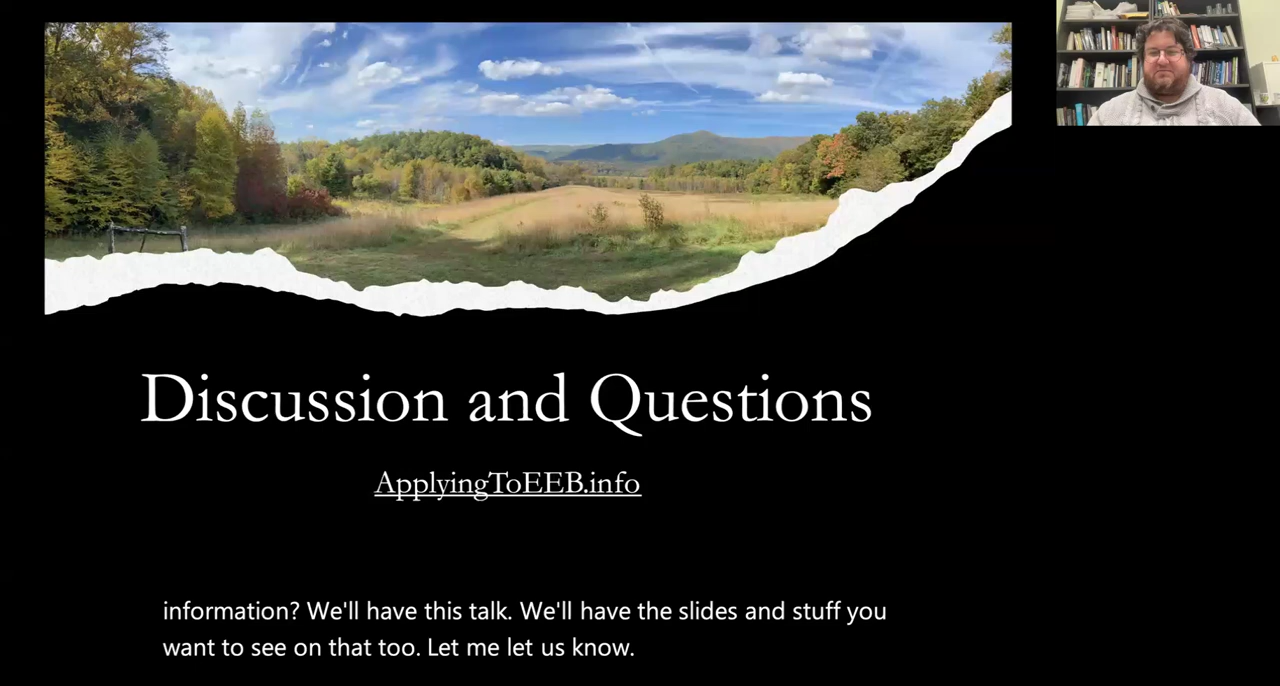 Discussion and Questions
ApplyingToEEB.info
information? We'll have this talk. We'll have the slides and stuff you
want to see on that too. Let me let us know.